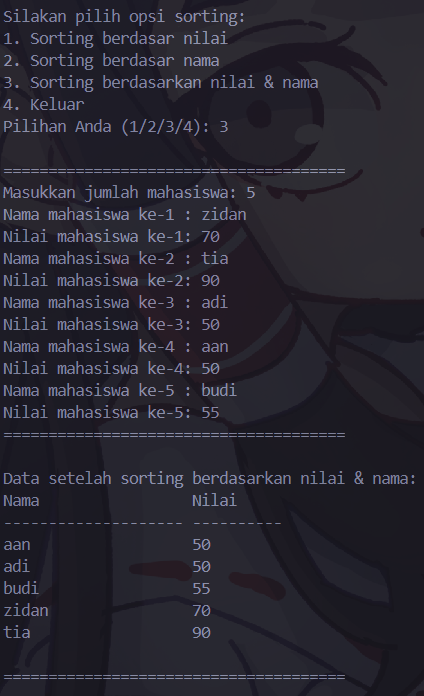 Silakan pilih opsi sorting:
1. Sorting berdasar nilai
2. Sorting berdasar nama
3. Sorting berdasarkan nilai & nama
4. Keluar
Pilihan Anda (1/2/3/4): 3
======================================
Masukkan jumlah mahasiswa: 5
Nama mahasiswa ke-1 : zidan
Nilai mahasiswa ke-1: 70
Nama mahasiswa ke-2 : tia
Nilai mahasiswa ke-2: 90
Nama mahasiswa ke-3 : adi
Nilai mahasiswa ke-3: 50
Nama mahasiswa ke-4 : aan
Nilai mahasiswa ke-4: 50
Nama mahasiswa ke-5 : budi
Nilai mahasiswa ke-5: 55
======================================
Data setelah sorting berdasarkan nilai & nama:
Nama                 Nilai
-------------------- ----------
aan                  50
adi                  50
budi                 55
zidan                70
tia                  90
======================================